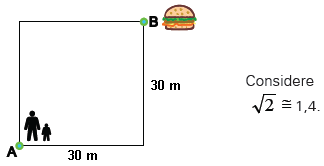 B
30 m
Considere
√2 ≅ 1,4.
A
30 m